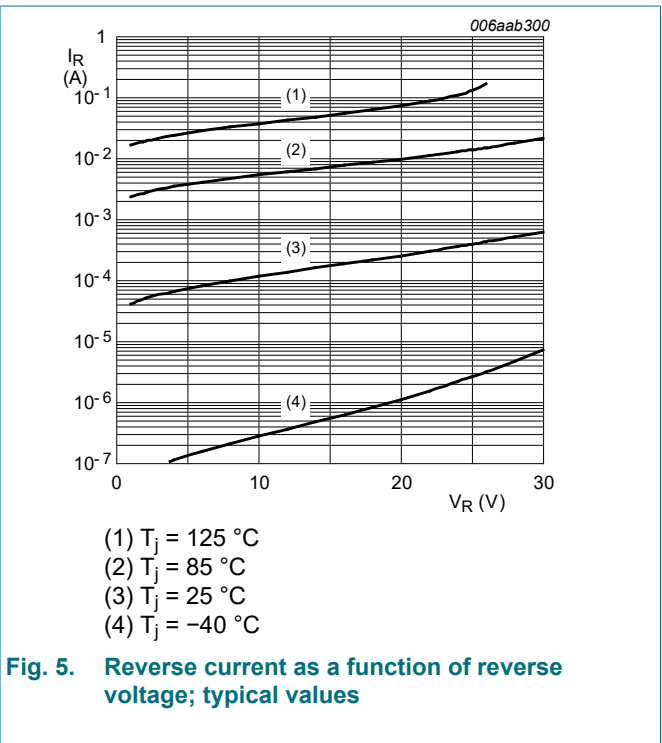 006aab300
1
I_R
(A)
(1)
10^-1
(2)
10^-2
10^-3
(3)
10^-4
10^-5
(4)
10^-6
10^-7
0 10 20 30
V_R (V)
(1) T_j = 125 °C
(2) T_j = 85 °C
(3) T_j = 25 °C
(4) T_j = −40 °C
Fig. 5. Reverse current as a function of reverse
voltage; typical values